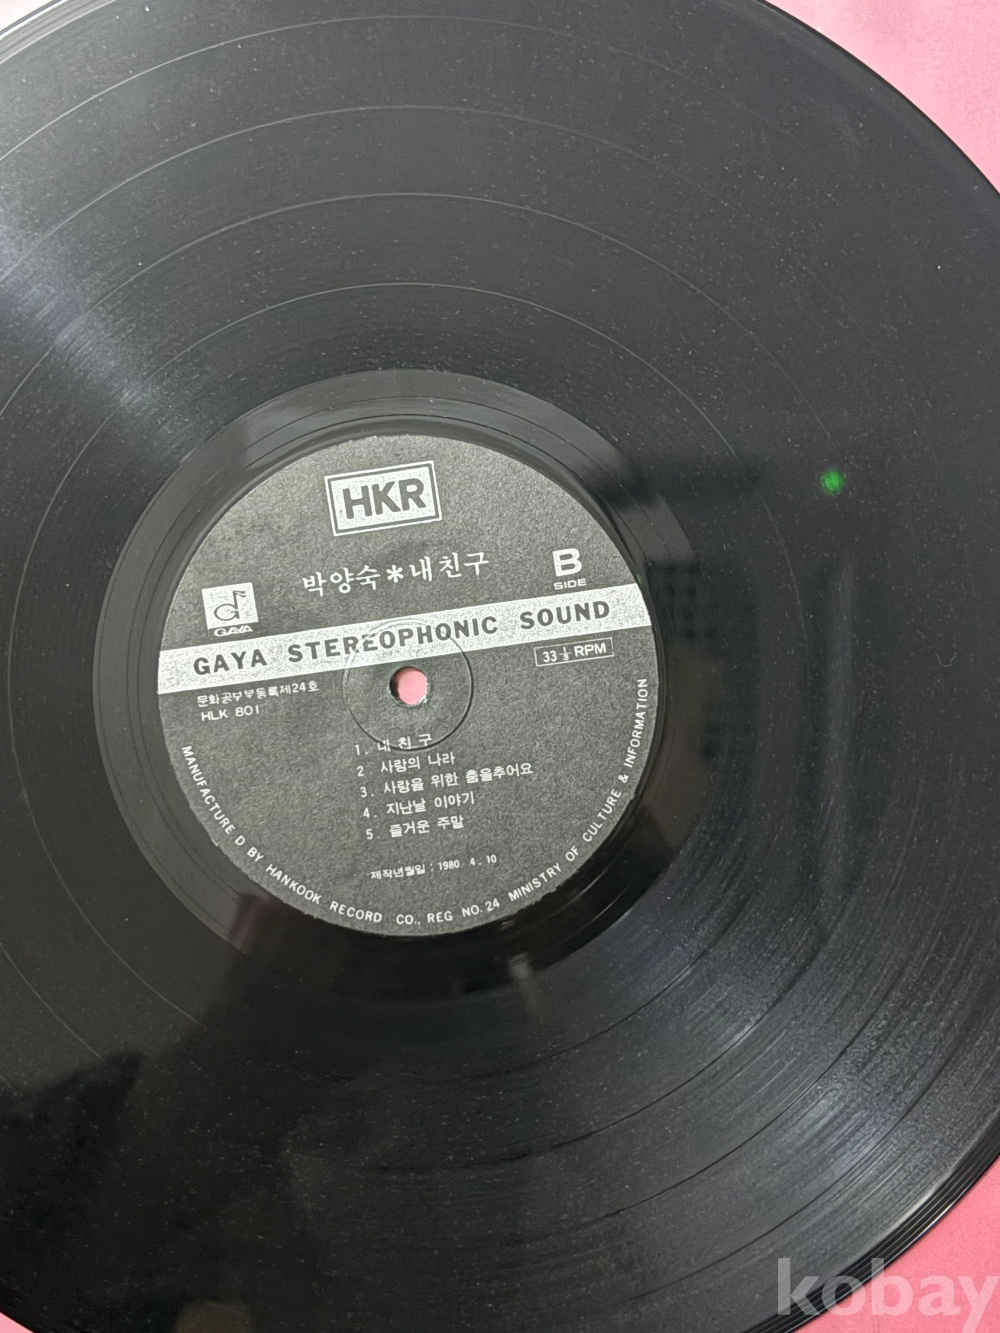 HKR
박양숙*내친구
B
SIDE
GAYA
GAYA STEREOPHONIC SOUND
33 1/3 RPM
문화공부부등록제24호
HLK 801
1. 내 친 구
2 사랑의 나라
3. 사랑을 위한 춤을추어요
4. 지난날 이야기
5. 즐거운 주말
제작년월일 : 1980. 4. 10
MANUFACTURE D BY HANKOOK RECORD CO., REG NO. 24 MINISTRY OF CULTURE & INFORMATION
kobay